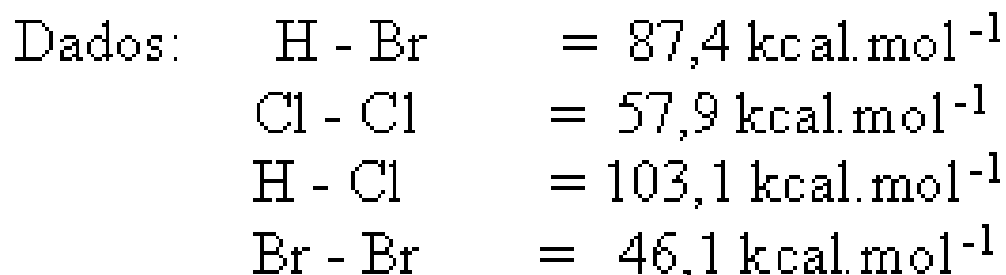 Dados: H - Br = 87,4 kcal.mol⁻¹
Cl - Cl = 57,9 kcal.mol⁻¹
H - Cl = 103,1 kcal.mol⁻¹
Br - Br = 46,1 kcal.mol⁻¹